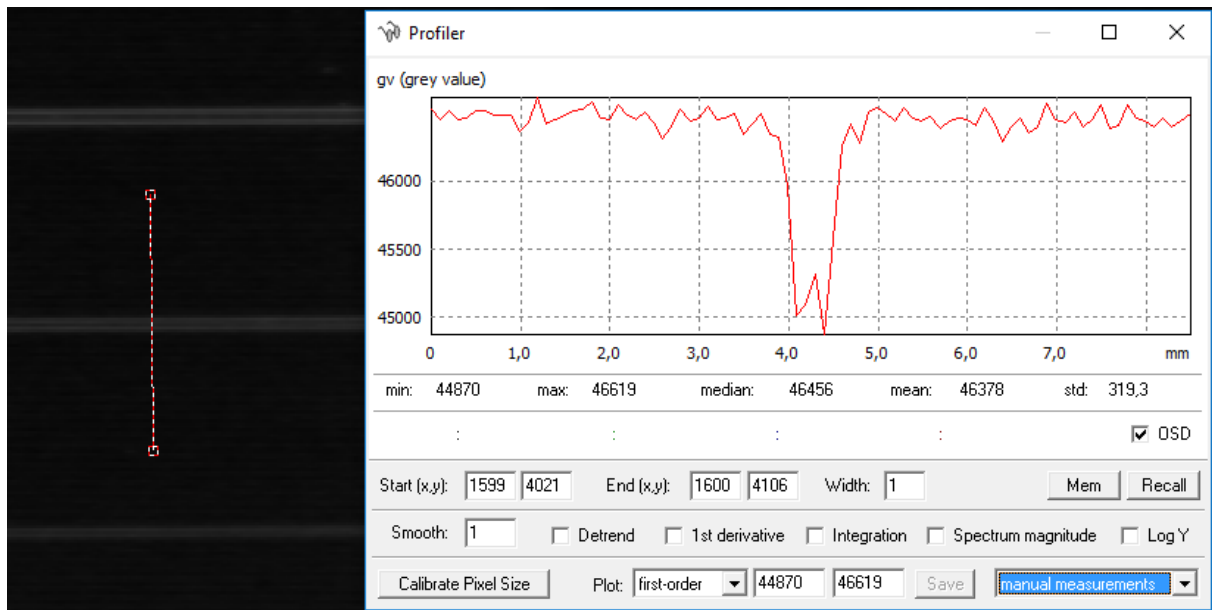 Profiler
gv (grey value)
46000
45500
45000
0 1,0 2,0 3,0 4,0 5,0 6,0 7,0 mm
min: 44870 max: 46619 median: 46456 mean: 46378 std: 319,3
: : : : OSD
Start (x,y): 1599 4021 End (x,y): 1600 4106 Width: 1 Mem Recall
Smooth: 1 Detrend 1st derivative Integration Spectrum magnitude Log Y
Calibrate Pixel Size Plot: first-order 44870 46619 Save manual measurements